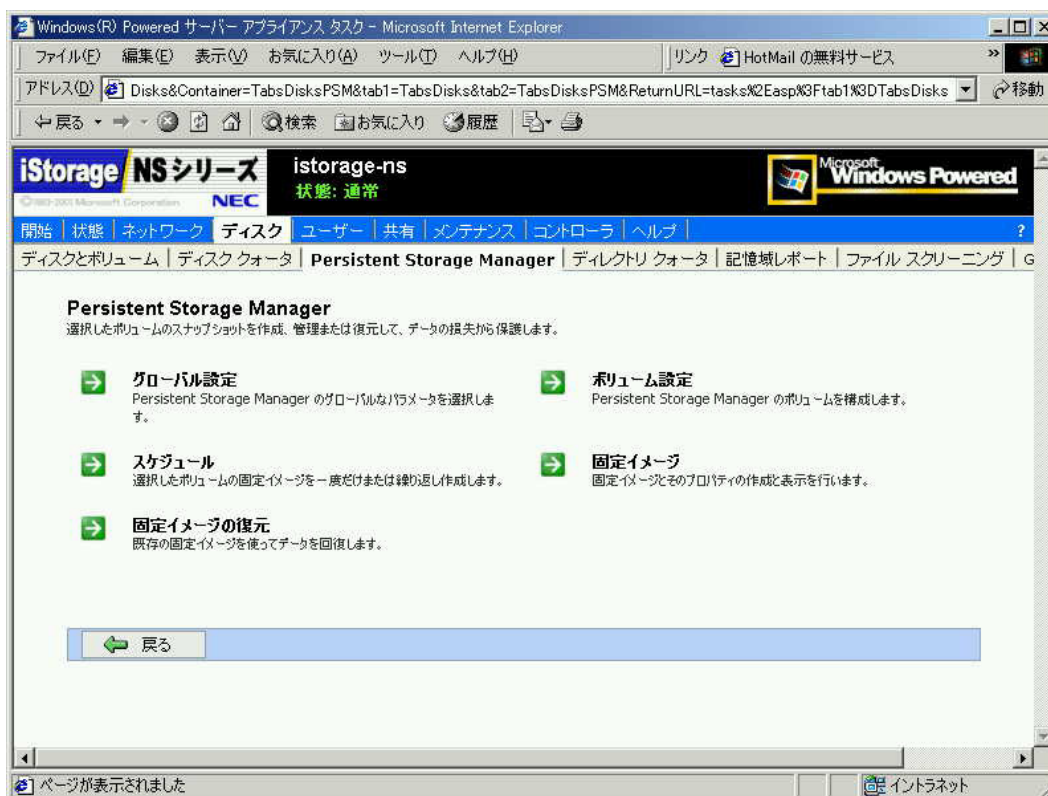 Windows(R) Powered サーバー アプライアンス タスク - Microsoft Internet Explorer
ファイル(F) 編集(E) 表示(V) お気に入り(A) ツール(T) ヘルプ(H) リンク HotMail の無料サービス »
アドレス(D) Disks&Container=TabsDisksPSM&tab1=TabsDisks&tab2=TabsDisksPSM&ReturnURL=tasks%2Easp%3Ftab1%3DTabsDisks 移動
戻る 検索 お気に入り 履歴
iStorage NSシリーズ istorage-ns Microsoft
Windows Powered
状態: 通常
©1983-2001 Microsoft Corporation NEC
開始 | 状態 | ネットワーク | ディスク | ユーザー | 共有 | メンテナンス | コントローラ | ヘルプ | ?
ディスクとボリューム | ディスク クォータ | Persistent Storage Manager | ディレクトリ クォータ | 記憶域レポート | ファイル スクリーニング | G
Persistent Storage Manager
選択したボリュームのスナップショットを作成、管理または復元して、データの損失から保護します。
グローバル設定
Persistent Storage Manager のグローバルなパラメータを選択しま
す。
ボリューム設定
Persistent Storage Manager のボリュームを構成します。
スケジュール
選択したボリュームの固定イメージを一度だけまたは繰り返し作成します。
固定イメージ
固定イメージとそのプロパティの作成と表示を行います。
固定イメージの復元
既存の固定イメージを使ってデータを回復します。
戻る
ページが表示されました イントラネット